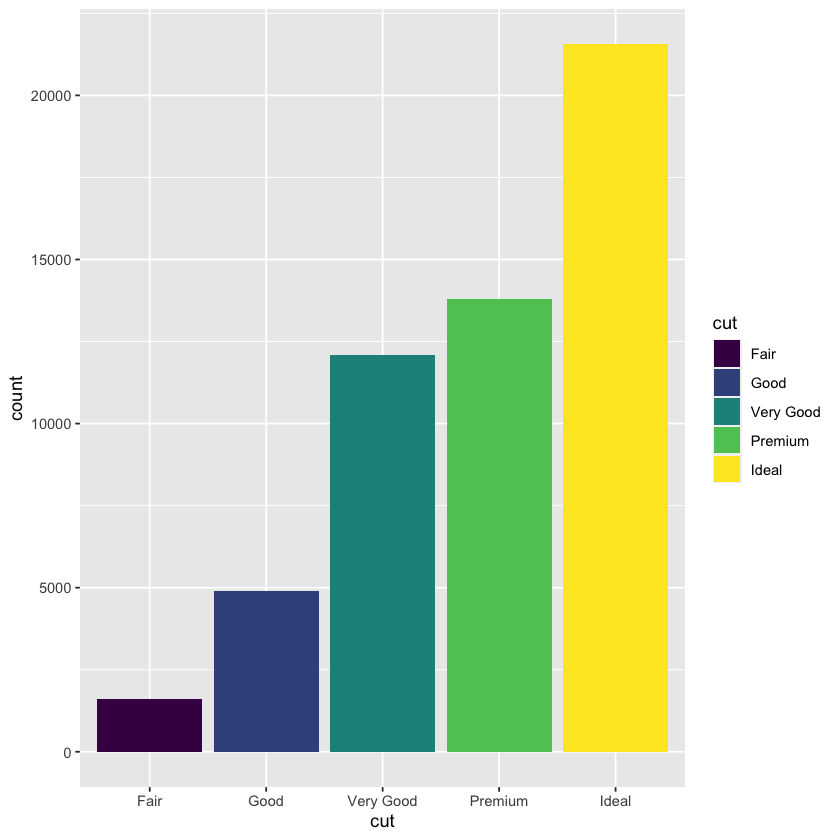 20000
15000
10000
5000
0
count
Fair Good Very Good Premium Ideal
cut
cut
Fair
Good
Very Good
Premium
Ideal